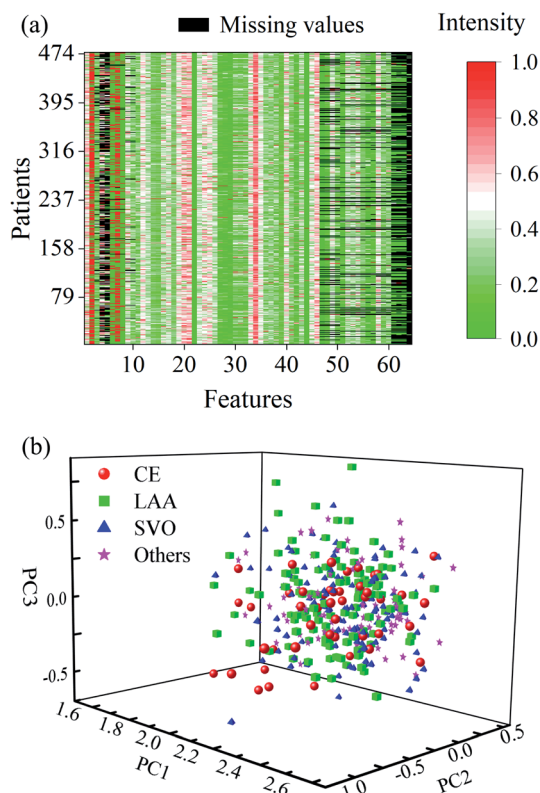 (a)
Missing values
Intensity
474
395
316
237
158
79
Patients
10 20 30 40 50 60
Features
1.0
0.8
0.6
0.4
0.2
0.0
(b)
CE
LAA
SVO
Others
0.5
0.0
-0.5
PC3
1.6
1.8
2.0
2.2
2.4
2.6
PC1
1.0
-0.5
0.0
0.5
PC2